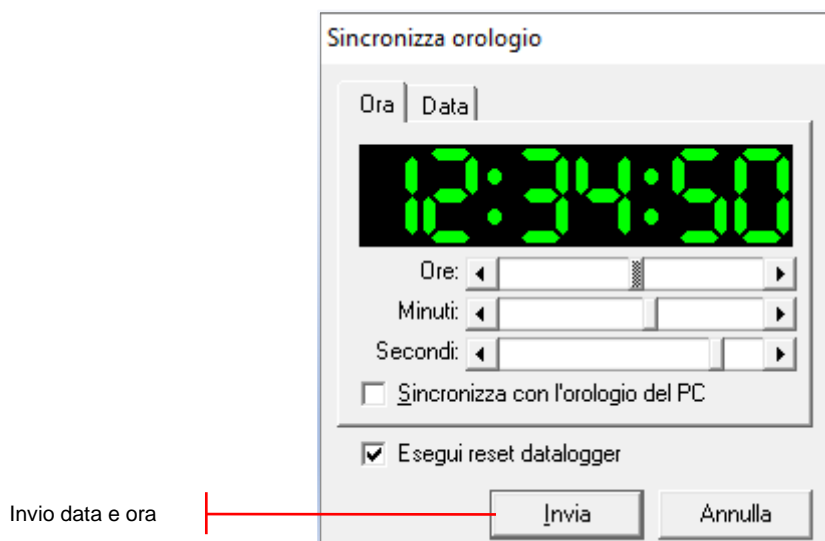 Sincronizza orologio
Ora Data
12:34:50
Ore:
Minuti:
Secondi:
Sincronizza con l'orologio del PC
Esegui reset datalogger
Invio data e ora Invia Annulla